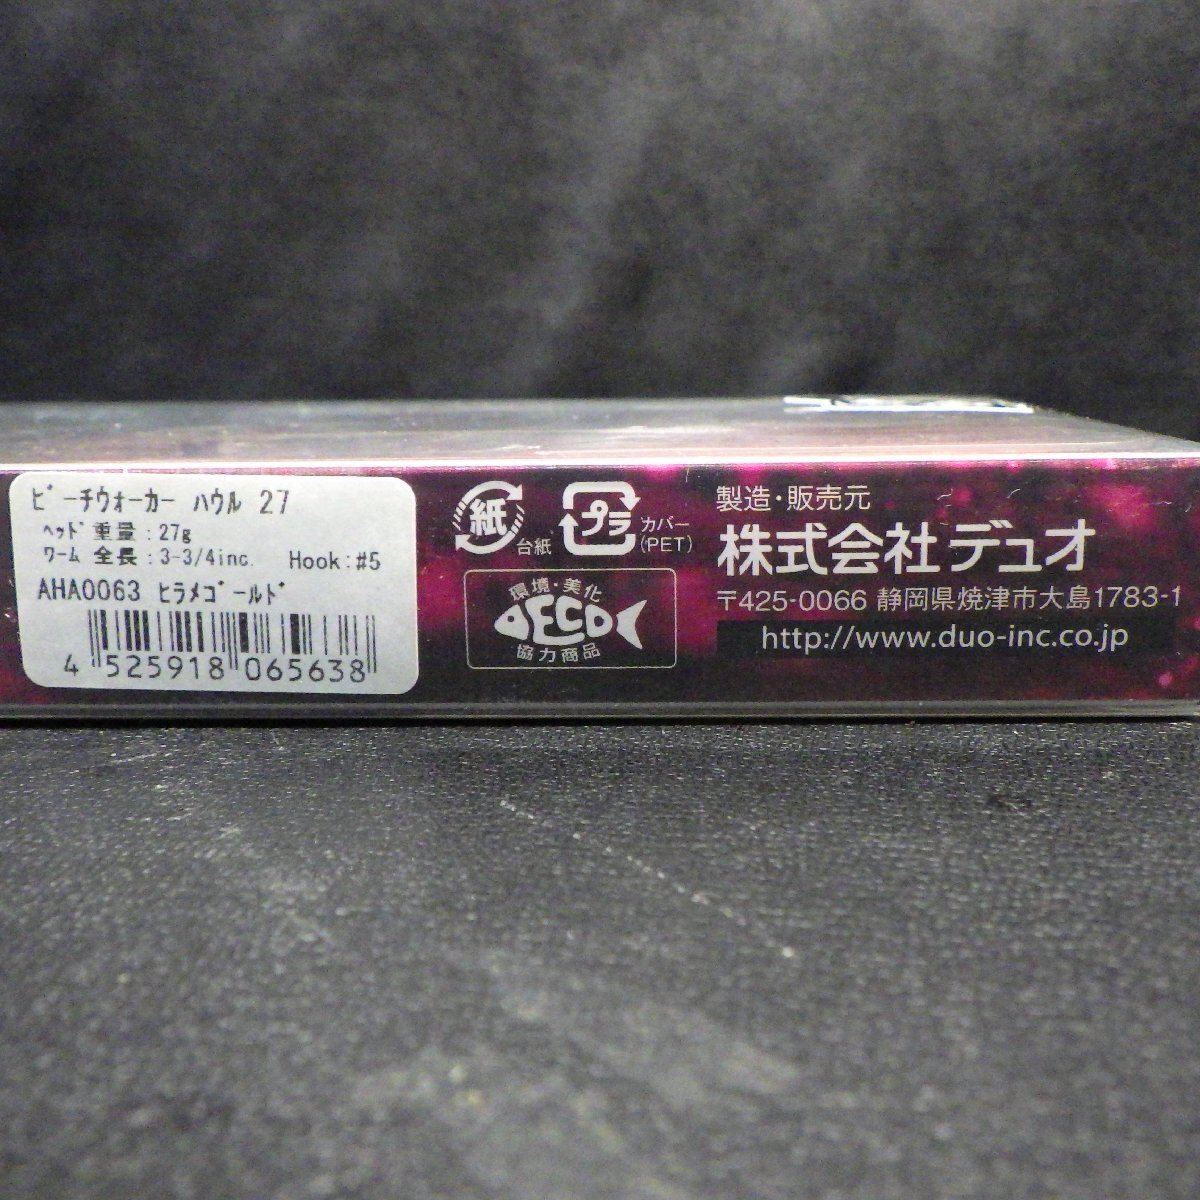 ビーチウォーカー ハウル 27
ヘッド重量:27g
ワーム 全長:3-3/4inc. Hook:#5
AHA0063 ヒラメゴールド
4 525918 065638
紙
台紙
プラ
カバー
(PET)
環境・美化
ECO
協力商品
製造・販売元
株式会社デュオ
〒425-0066 静岡県焼津市大島1783-1
http://www.duo-inc.co.jp